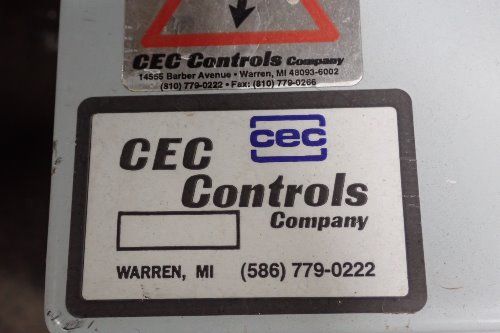 CEC Controls Company
14555 Barber Avenue • Warren, MI 48093-6002
(810) 779-0222 • Fax: (810) 779-0266
cec
CEC
Controls
Company
WARREN, MI (586) 779-0222